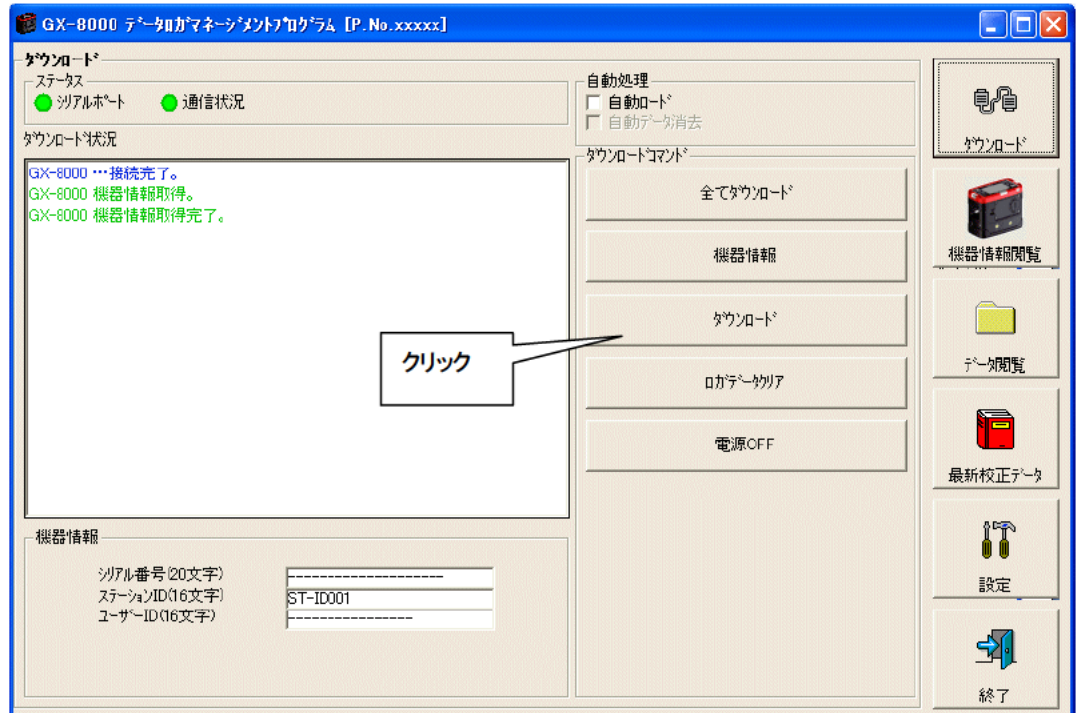 GX-8000 ﾃﾞｰﾀﾛｶﾞﾏﾈｰｼﾞﾒﾝﾄﾌﾟﾛｸﾞﾗﾑ [P.No.xxxxx]
ﾀﾞｳﾝﾛｰﾄﾞ
ｽﾃｰﾀｽ
ｼﾘｱﾙﾎﾟｰﾄ 通信状況
ﾀﾞｳﾝﾛｰﾄﾞ状況
GX-8000 …接続完了。
GX-8000 機器情報取得。
GX-8000 機器情報取得完了。
クリック
機器情報
ｼﾘｱﾙ番号(20文字) --------------------
ｽﾃｰｼｮﾝID(16文字) ST-ID001
ﾕｰｻﾞｰID(16文字) ----------------
自動処理
自動ﾛｰﾄﾞ
自動ﾃﾞｰﾀ消去
ﾀﾞｳﾝﾛｰﾄﾞｺﾏﾝﾄﾞ
全てﾀﾞｳﾝﾛｰﾄﾞ
機器情報
ﾀﾞｳﾝﾛｰﾄﾞ
ﾛｶﾞﾃﾞｰﾀｸﾘｱ
電源OFF
ﾀﾞｳﾝﾛｰﾄﾞ
機器情報閲覧
ﾃﾞｰﾀ閲覧
最新校正ﾃﾞｰﾀ
設定
終了